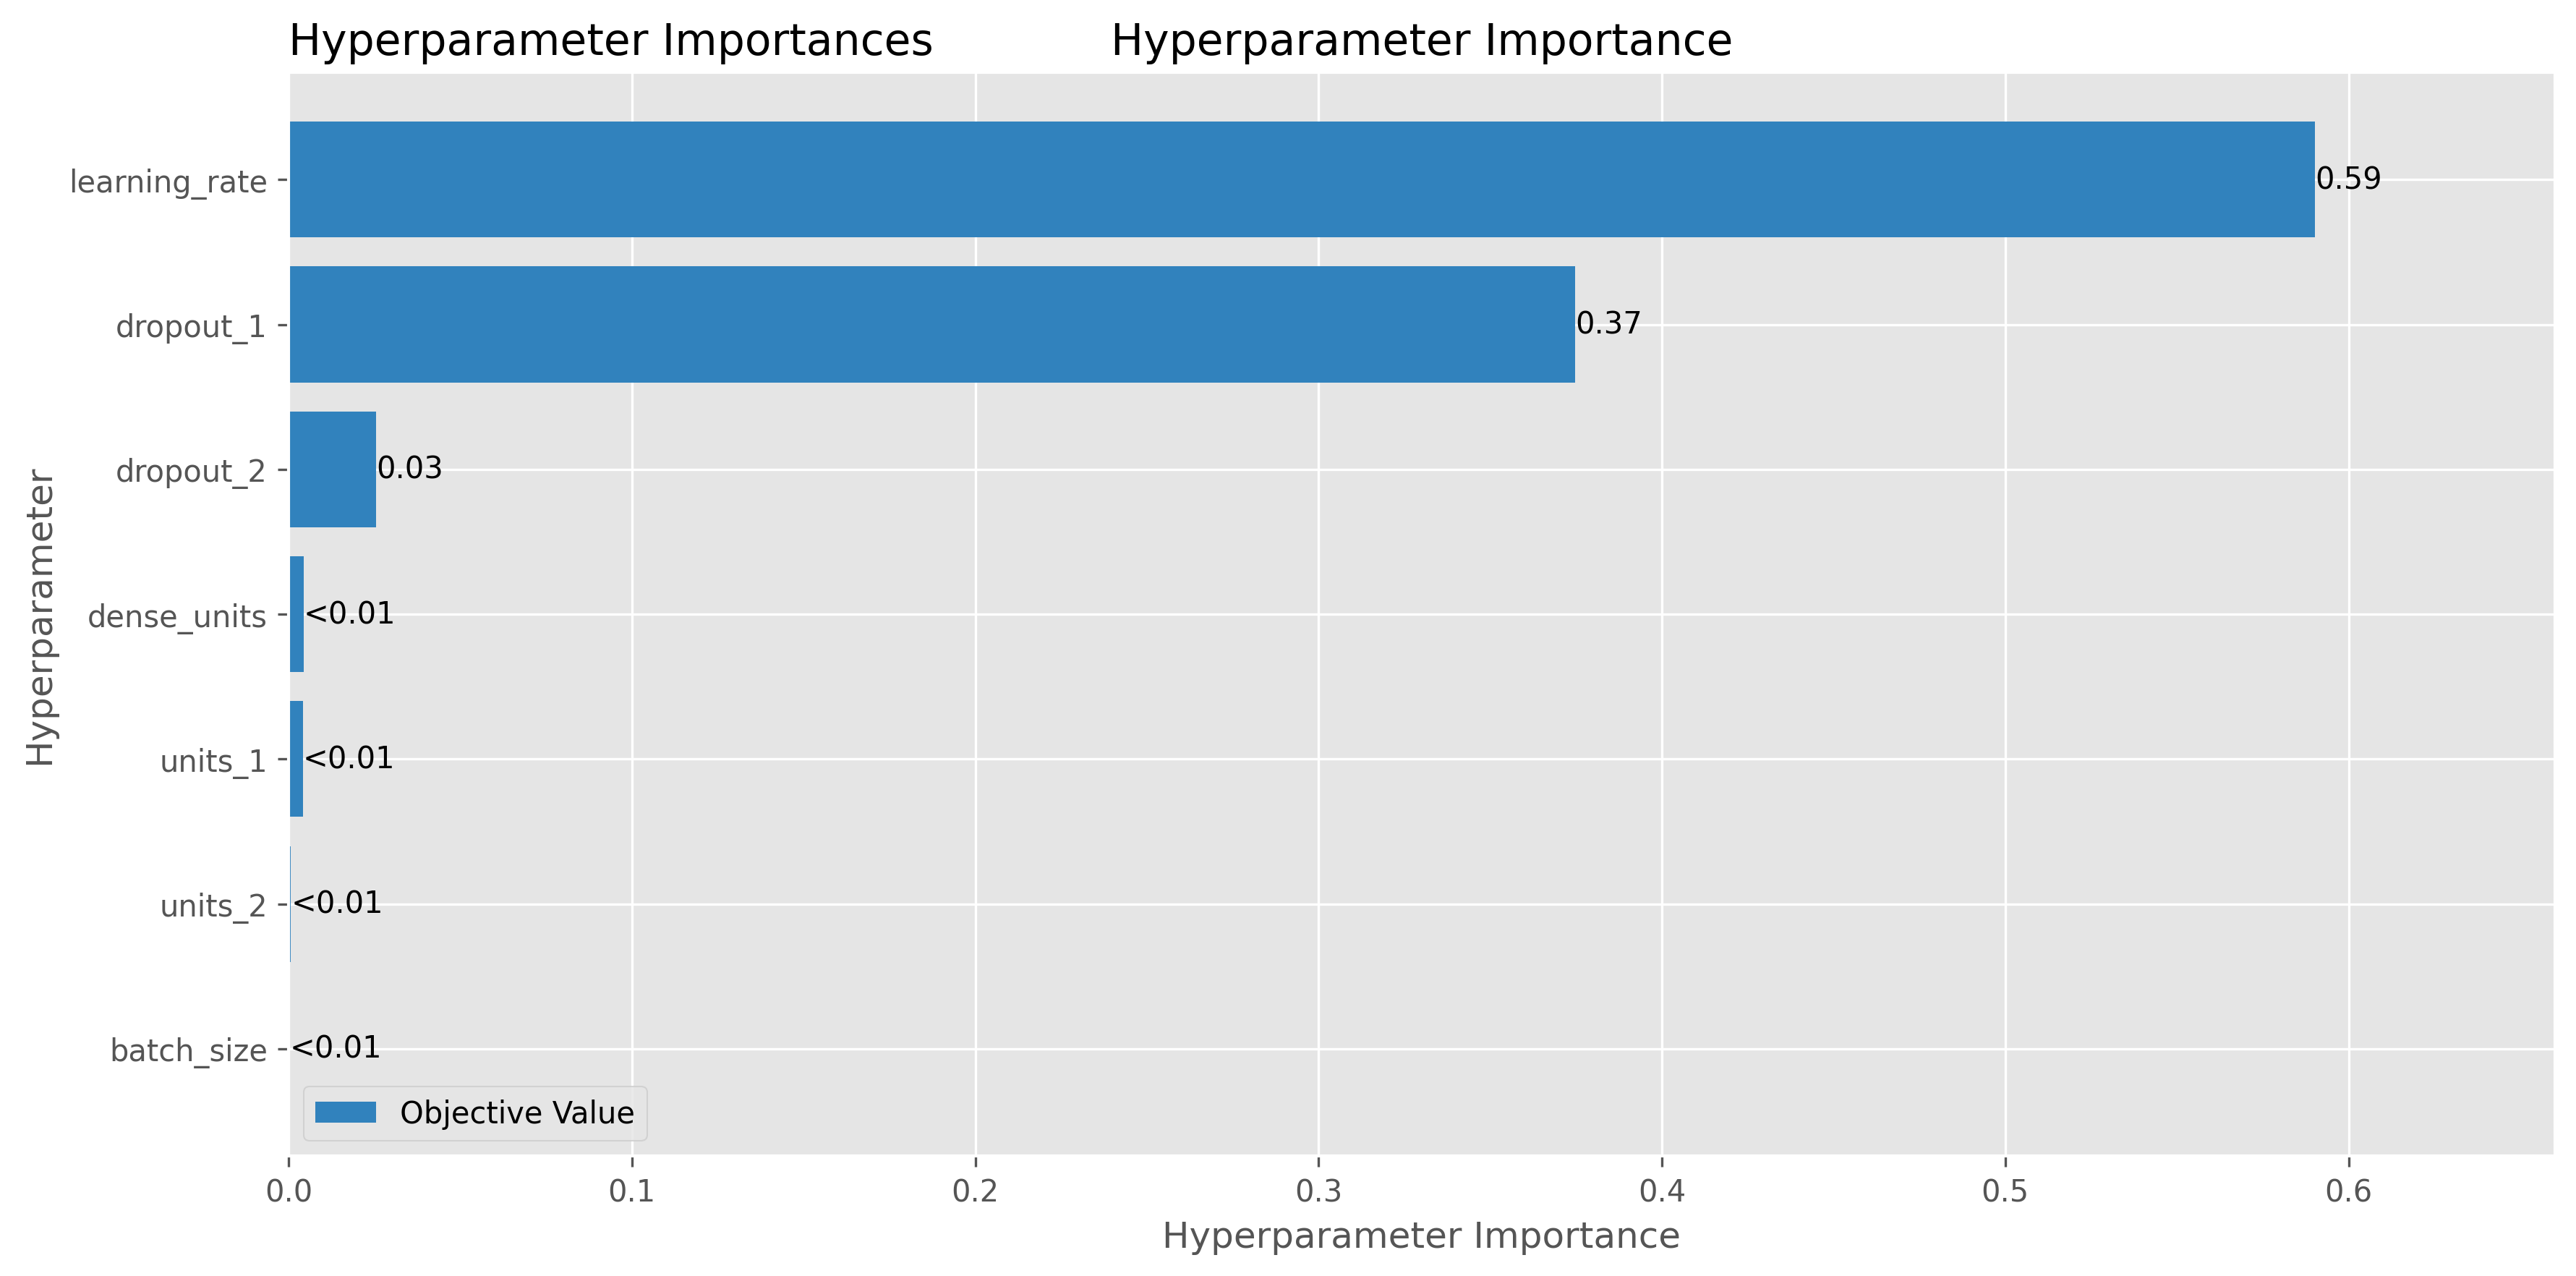 Hyperparameter Importances
Hyperparameter Importance
learning_rate
0.59
dropout_1
0.37
dropout_2
0.03
dense_units
<0.01
units_1
<0.01
units_2
<0.01
batch_size
<0.01
Hyperparameter
Objective Value
0.0 0.1 0.2 0.3 0.4 0.5 0.6
Hyperparameter Importance